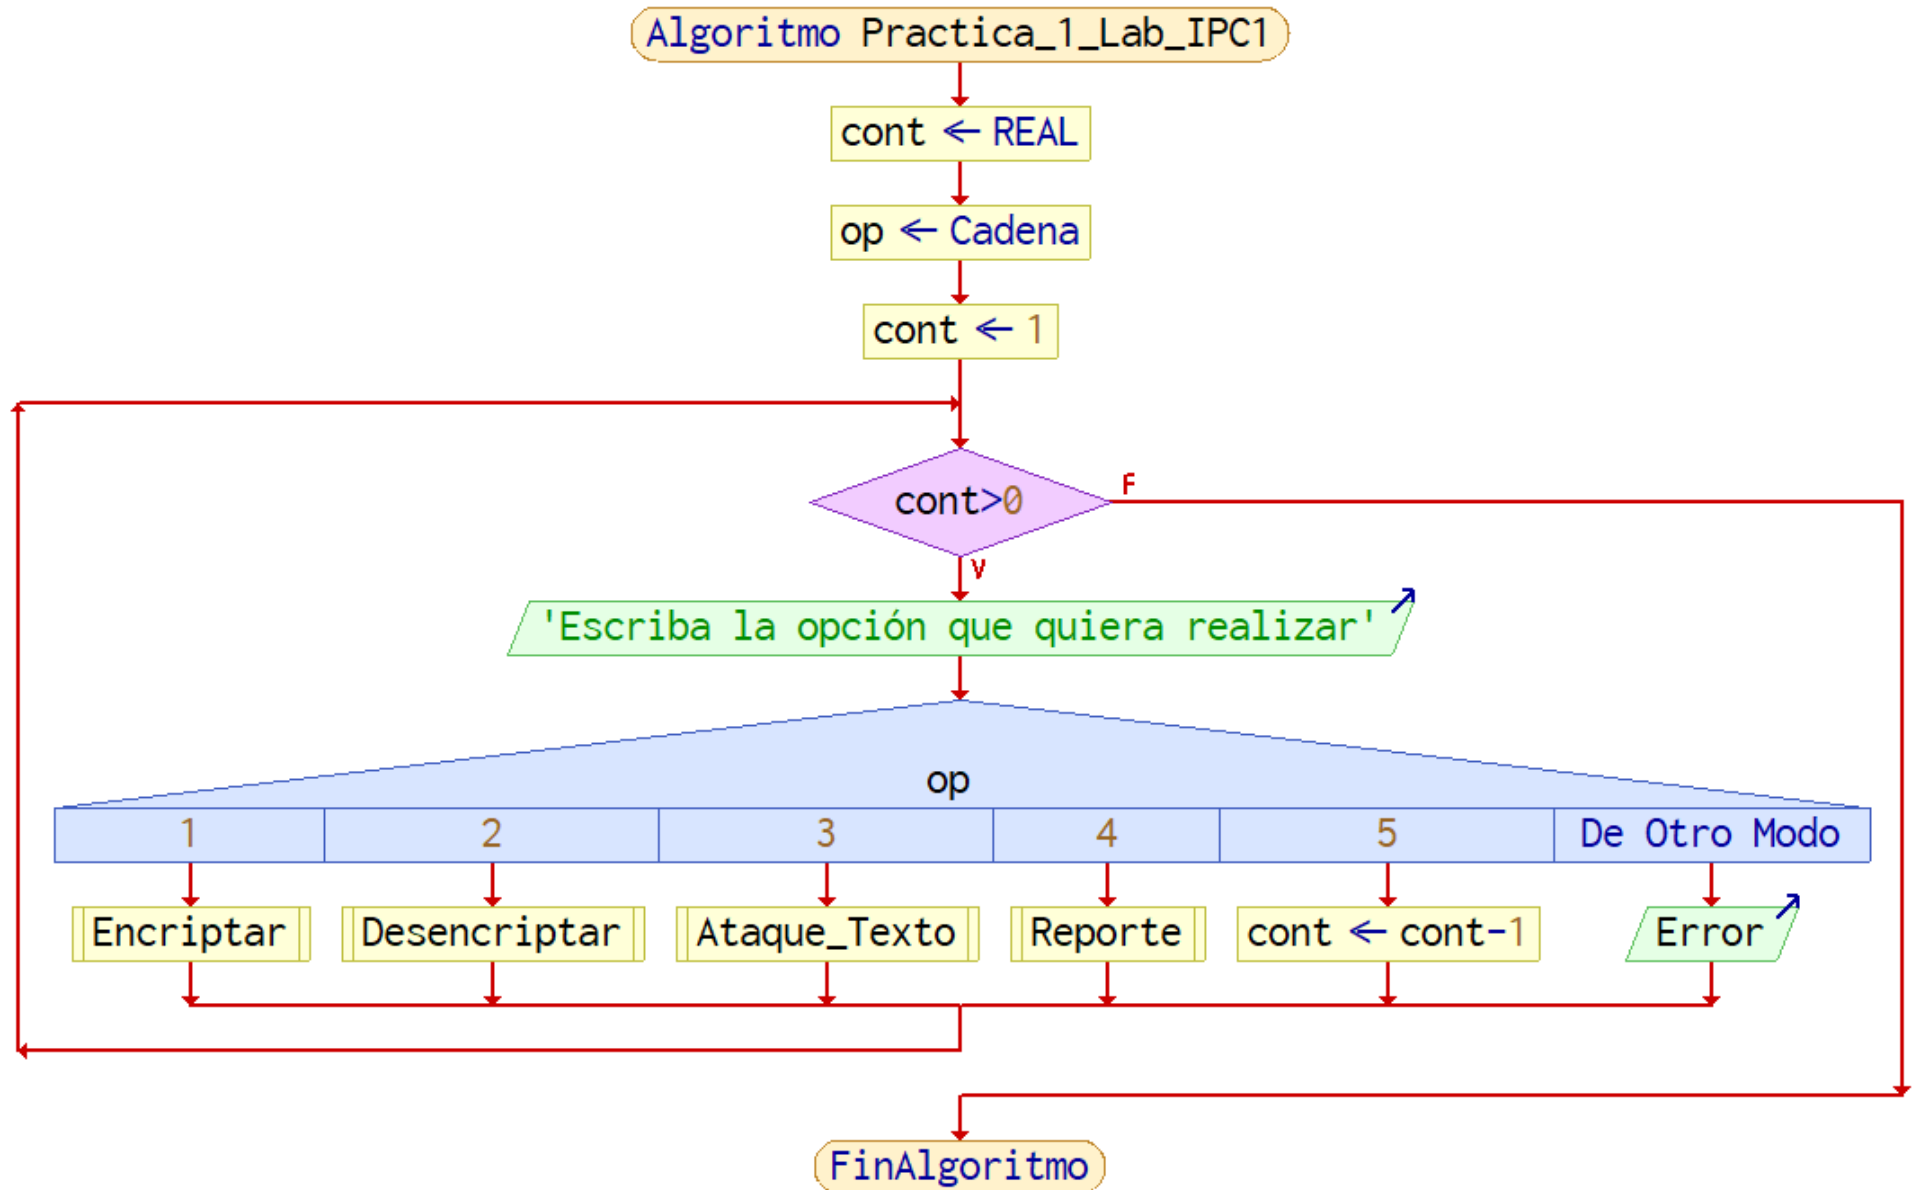 Algoritmo Practica_1_Lab_IPC1
cont ← REAL
op ← Cadena
cont ← 1
cont>0
F
V
'Escriba la opción que quiera realizar'
op
1 2 3 4 5 De Otro Modo
Encriptar Desencriptar Ataque_Texto Reporte cont ← cont-1 Error
FinAlgoritmo